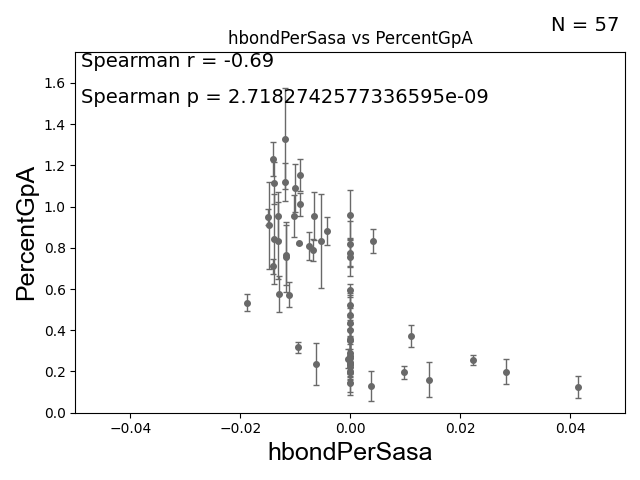 N = 57
hbondPerSasa vs PercentGpA
Spearman r = -0.69
Spearman p = 2.7182742577336595e-09
PercentGpA
1.6
1.4
1.2
1.0
0.8
0.6
0.4
0.2
0.0
−0.04 −0.02 0.00 0.02 0.04
hbondPerSasa